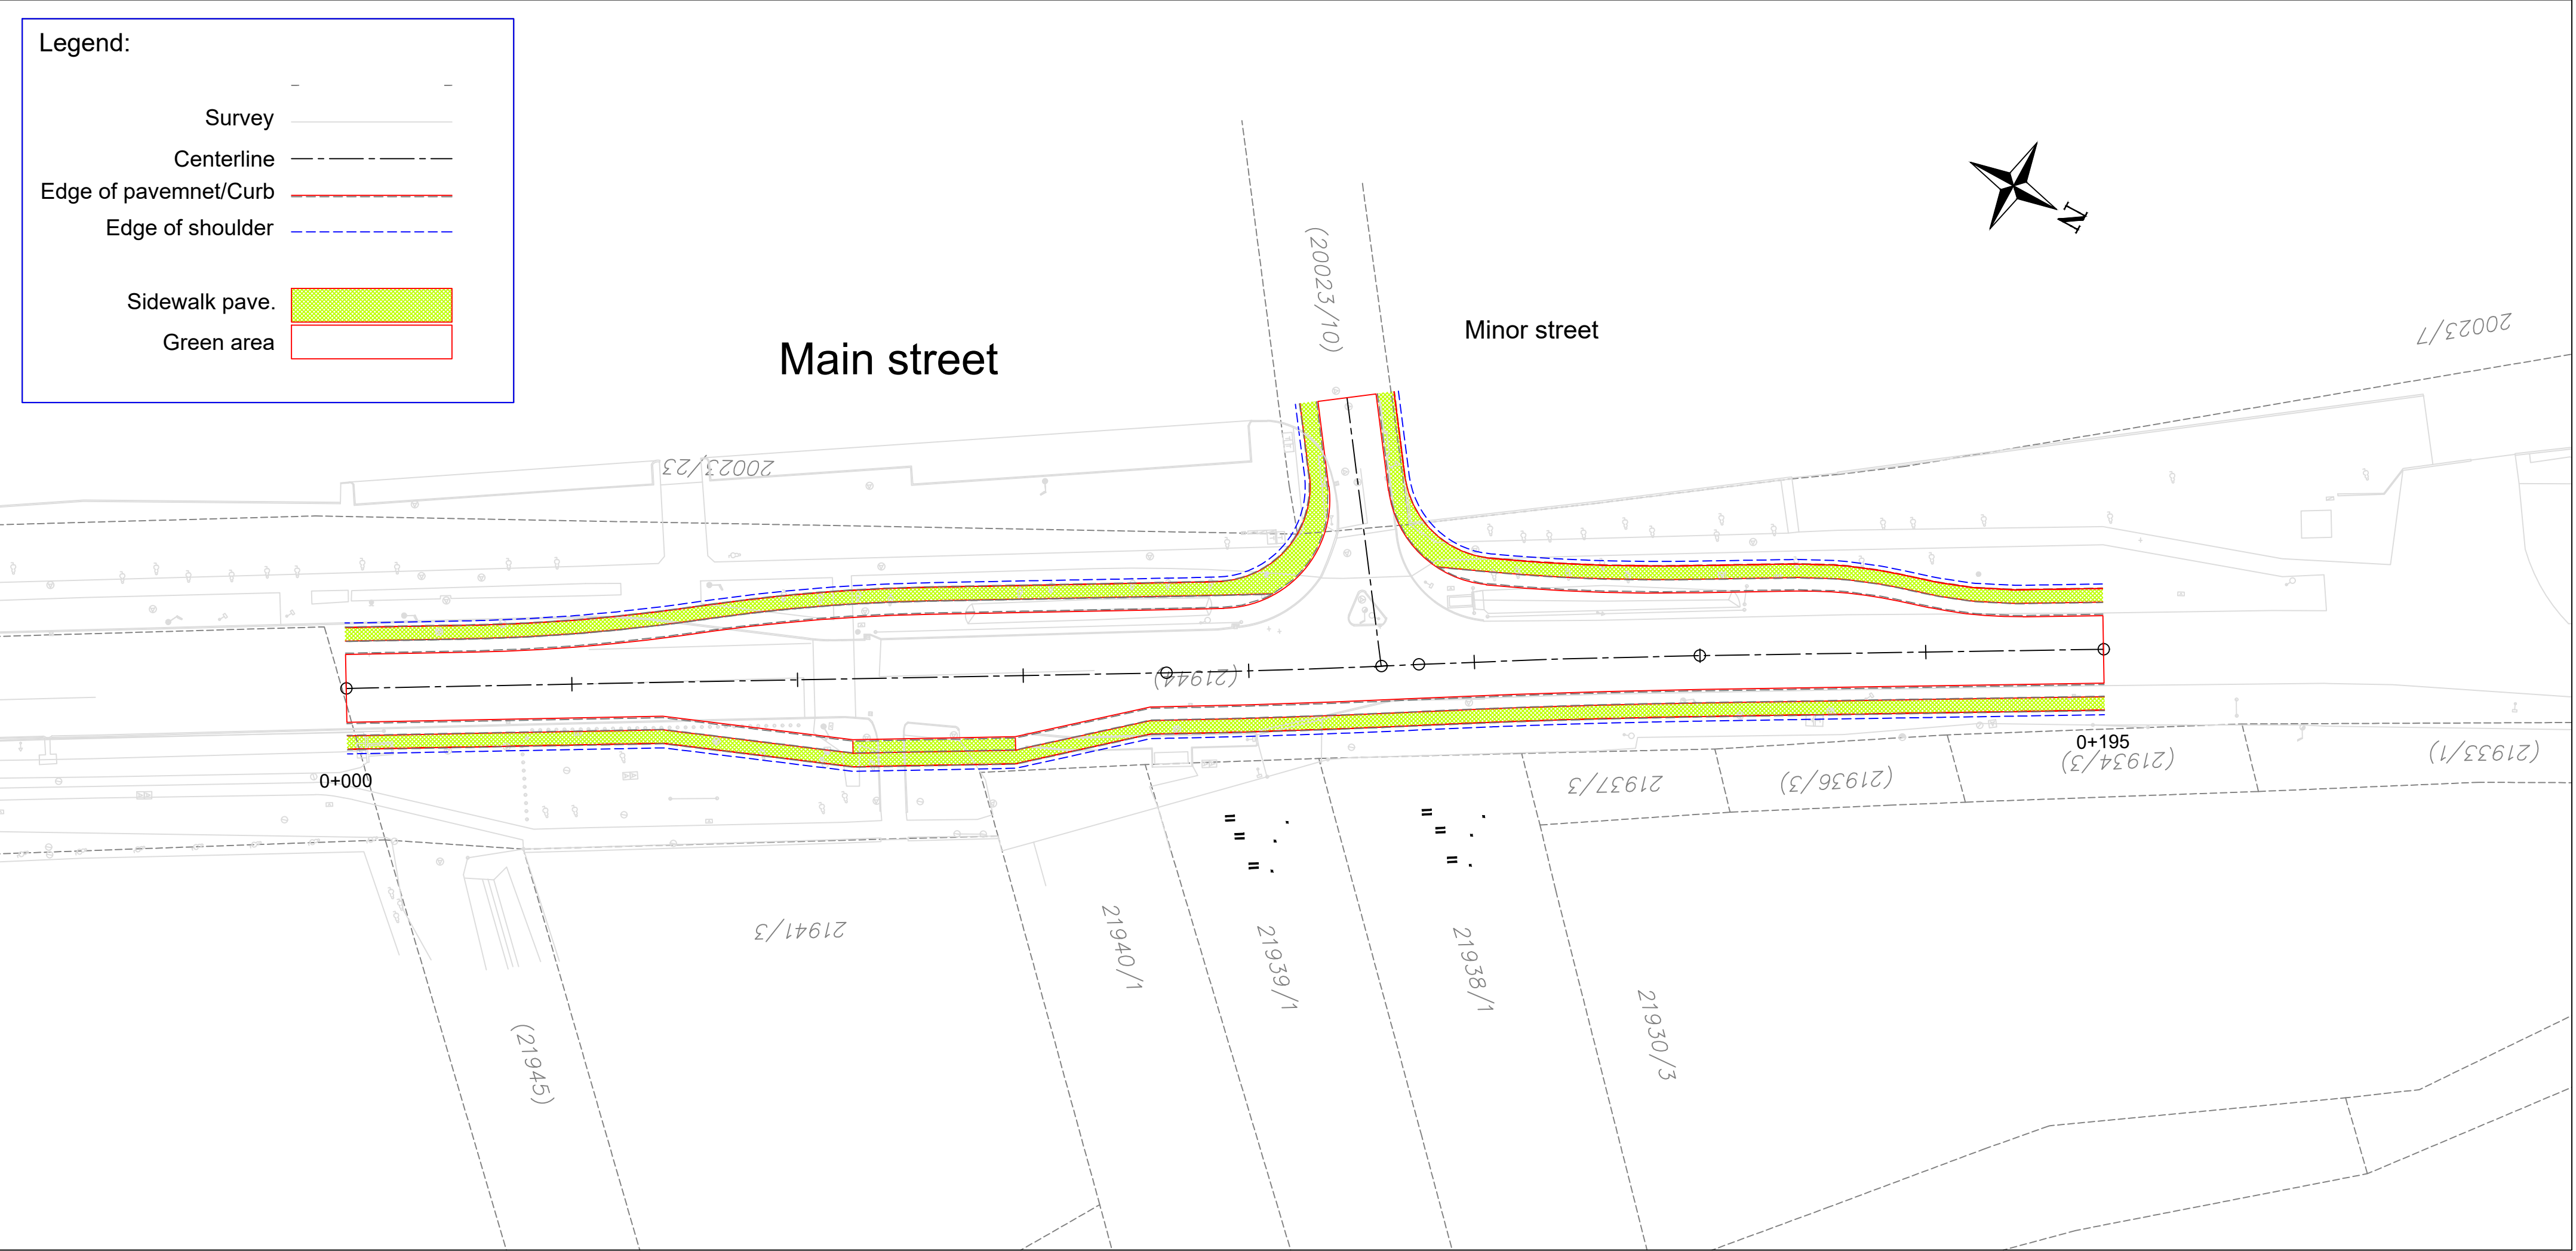 Legend:
Survey
Centerline
Edge of pavemnet/Curb
Edge of shoulder
Sidewalk pave.
Green area
Main street
Minor street
N
(20023/10)
20023/7
20023/23
(21944)
0+000
0+195
21937/3
(21936/3)
(21934/3)
(21933/1)
21941/3
21940/1
21939/1
21938/1
21930/3
(21945)